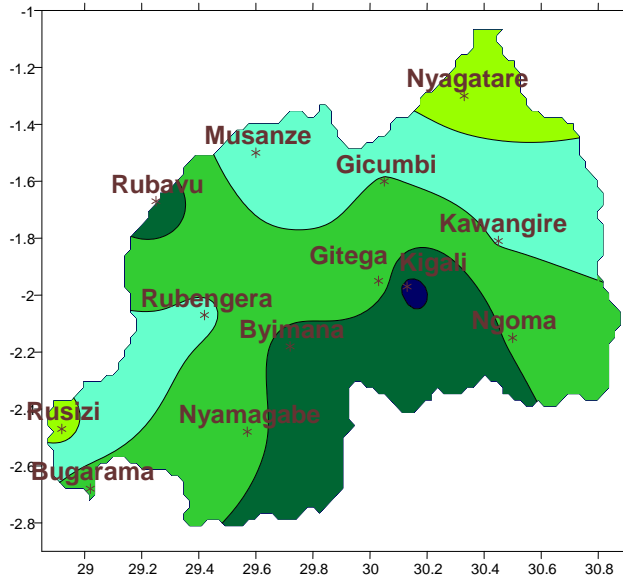 -1
-1.2
-1.4
-1.6
-1.8
-2
-2.2
-2.4
-2.6
-2.8
Nyagatare
Musanze
Gicumbi
Rubavu
Kawangire
Gitega
Kigali
Rubengera
Byimana
Ngoma
Rusizi
Nyamagabe
Bugarama
29
29.2
29.4
29.6
29.8
30
30.2
30.4
30.6
30.8